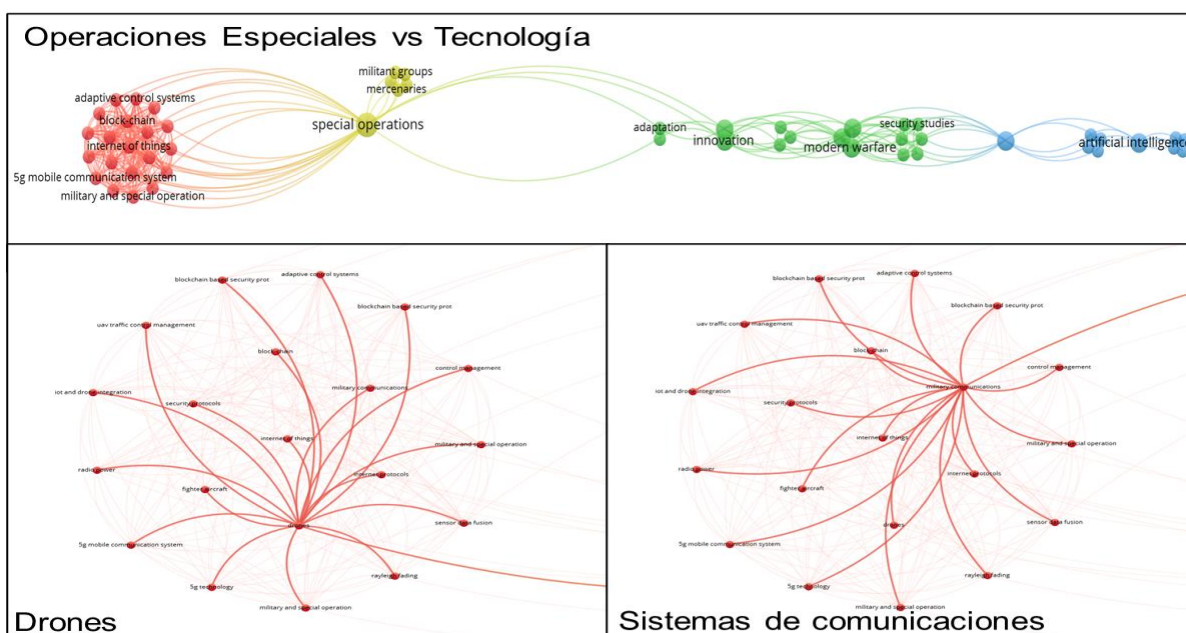 Operaciones Especiales vs Tecnología
militant groups
mercenaries
adaptive control systems
block-chain
special operations
internet of things
5g mobile communication system
military and special operation
adaptation
innovation
security studies
modern warfare
artificial intelligence
blockchain based security prot
adaptive control systems
blockchain based security prot
uav traffic control management
blockchain
control management
military communications
iot and drone integration
security protocols
internet of things
military and special operation
radio power
internet protocols
fighter aircraft
drones
sensor data fusion
5g mobile communication system
rayleigh fading
5g technology
military and special operation
Drones
blockchain based security prot
adaptive control systems
blockchain based security prot
uav traffic control management
blockchain
control management
military communications
iot and drone integration
security protocols
internet of things
military and special operation
radio power
internet protocols
fighter aircraft
drones
sensor data fusion
5g mobile communication system
rayleigh fading
5g technology
military and special operation
Sistemas de comunicaciones